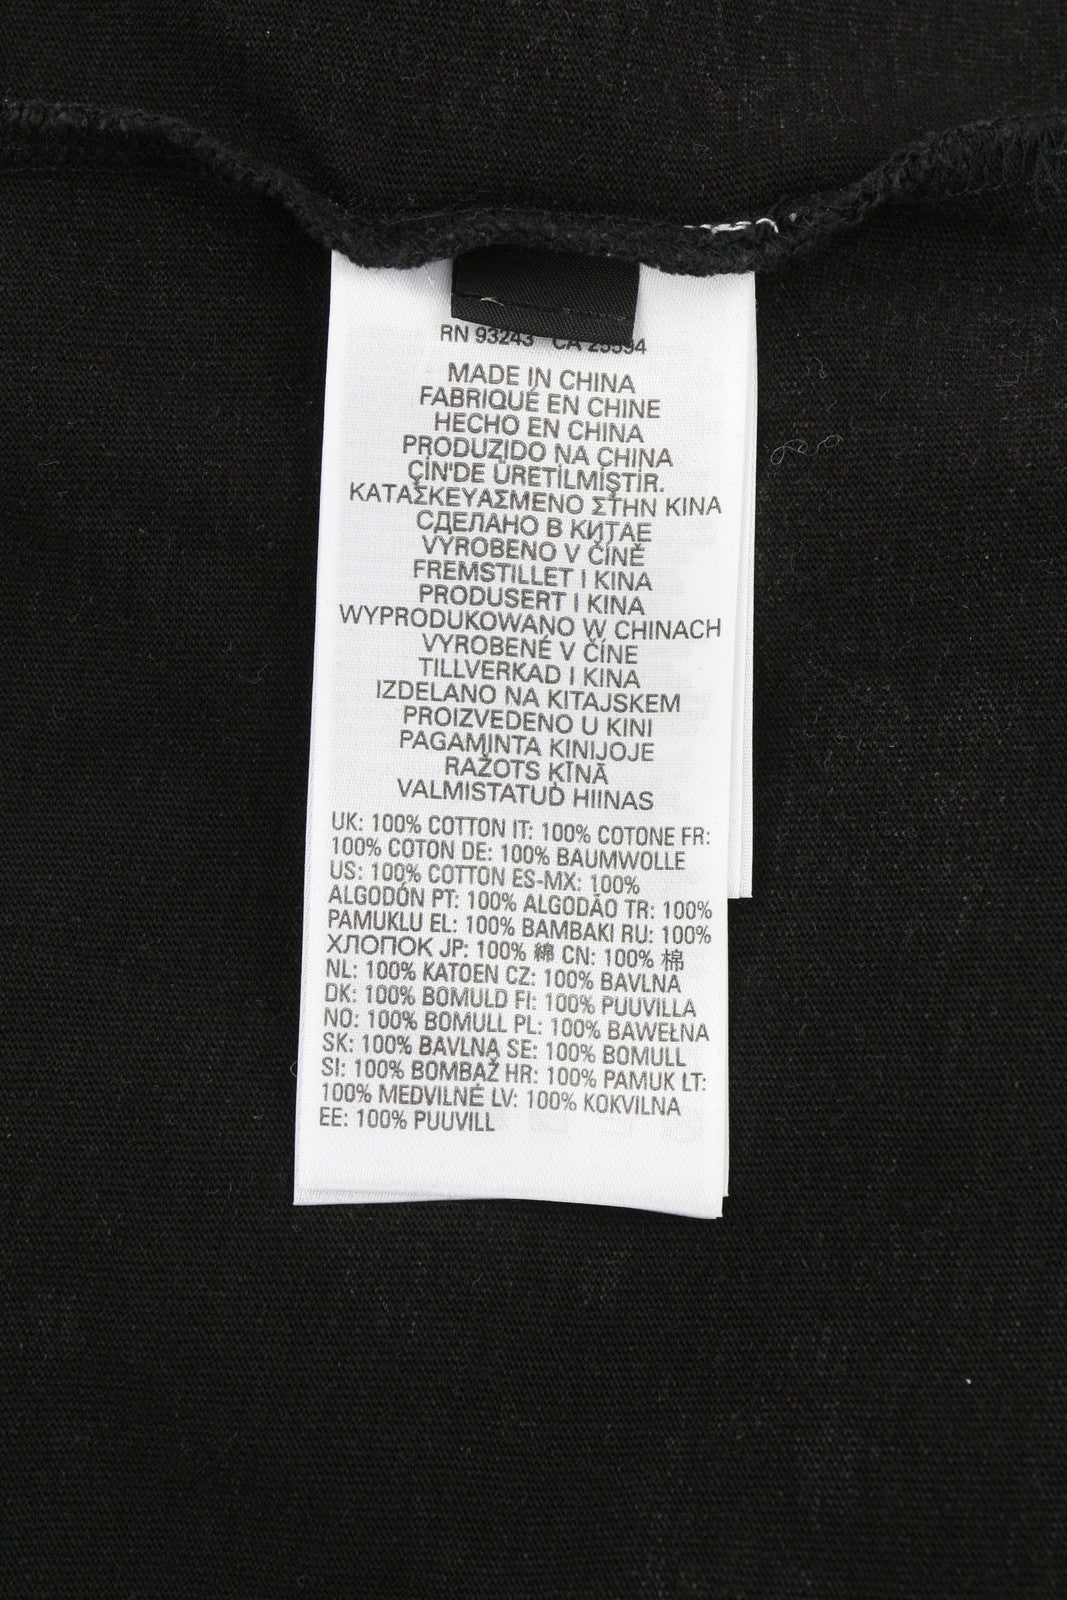 RN 93243 CA 25594
MADE IN CHINA
FABRIQUÉ EN CHINE
HECHO EN CHINA
PRODUZIDO NA CHINA
ÇİN'DE ÜRETİLMİŞTİR.
ΚΑΤΑΣΚΕΥΑΣΜΕΝΟ ΣΤΗΝ ΚΙΝΑ
СДЕЛАНО В КИТАЕ
VYROBENO V ČÍNĚ
FREMSTILLET I KINA
PRODUSERT I KINA
WYPRODUKOWANO W CHINACH
VYROBENÉ V ČÍNE
TILLVERKAD I KINA
IZDELANO NA KITAJSKEM
PROIZVEDENO U KINI
PAGAMINTA KINIJOJE
RAŽOTS ĶĪNĀ
VALMISTATUD HIINAS
UK: 100% COTTON IT: 100% COTONE FR:
100% COTON DE: 100% BAUMWOLLE
US: 100% COTTON ES-MX: 100%
ALGODÓN PT: 100% ALGODÃO TR: 100%
PAMUKLU EL: 100% BAMBAKI RU: 100%
ХЛОПОК JP: 100% 綿 CN: 100% 棉
NL: 100% KATOEN CZ: 100% BAVLNA
DK: 100% BOMULD FI: 100% PUUVILLA
NO: 100% BOMULL PL: 100% BAWEŁNA
SK: 100% BAVLNA SE: 100% BOMULL
SI: 100% BOMBAŽ HR: 100% PAMUK LT:
100% MEDVILNĖ LV: 100% KOKVILNA
EE: 100% PUUVILL